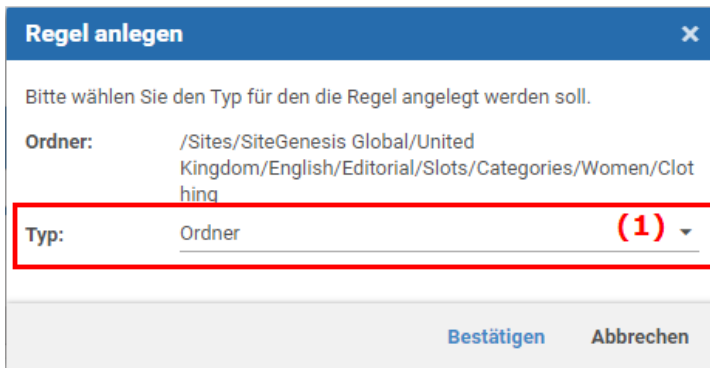 Regel anlegen ×
Bitte wählen Sie den Typ für den die Regel angelegt werden soll.
Ordner: /Sites/SiteGenesis Global/United
Kingdom/English/Editorial/Slots/Categories/Women/Clot
hing
Typ: Ordner (1)
Bestätigen Abbrechen